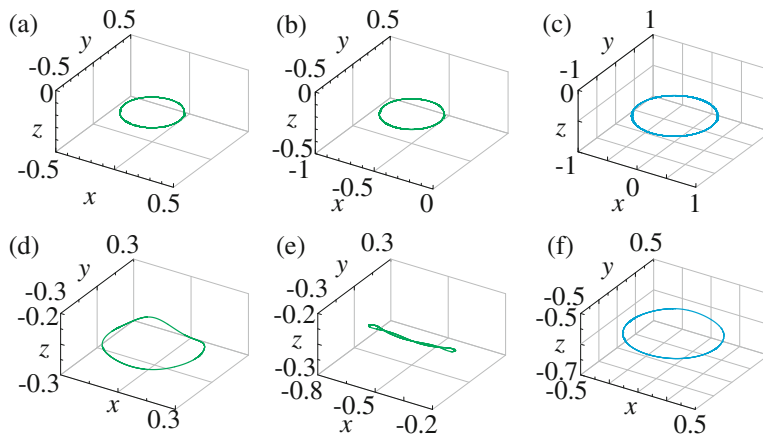 (a) 0.5 y -0.5 0 z -0.5 x 0.5
(b) 0.5 y -0.5 0 z -0.5 -1 -0.5 x 0
(c) 1 y -1 0 z -1 -1 0 x 1
(d) 0.3 y -0.3 -0.2 z -0.3 x 0.3
(e) 0.3 y -0.3 -0.2 z -0.3 -0.8 -0.5 x -0.2
(f) 0.5 y -0.5 -0.5 z -0.7 -0.5 x 0.5